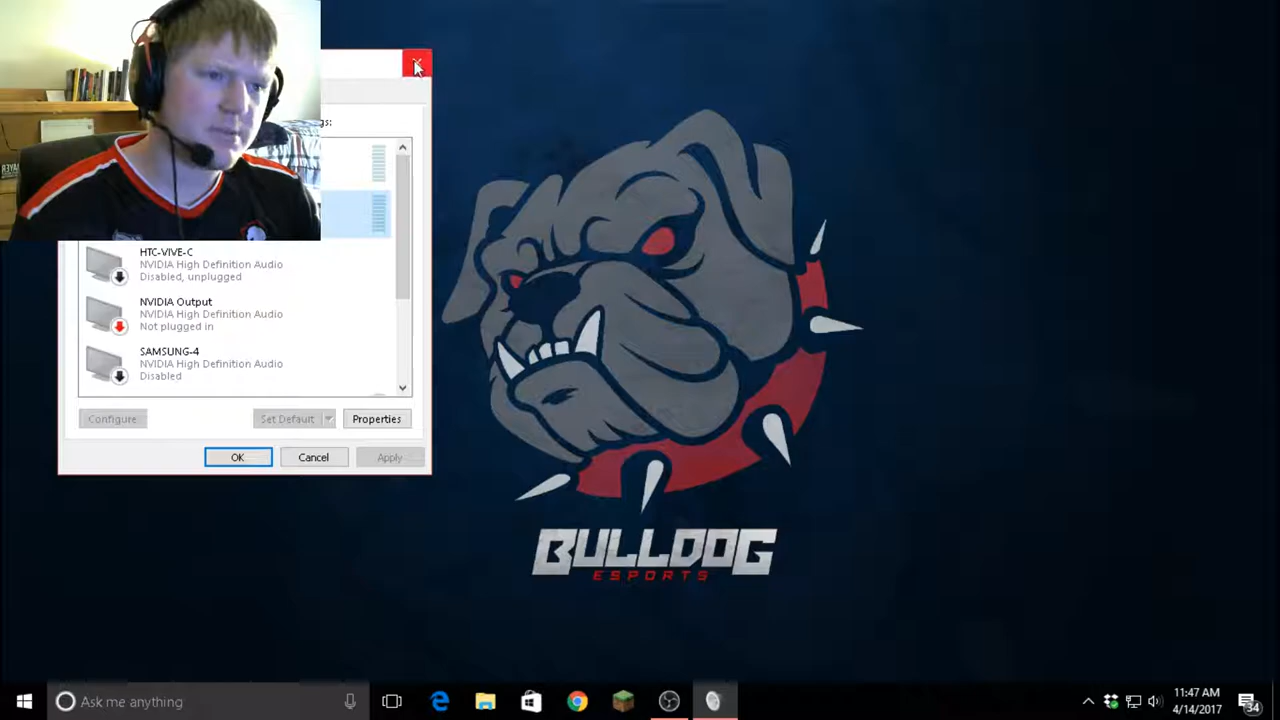 gs:
HTC-VIVE-C
NVIDIA High Definition Audio
Disabled, unplugged
NVIDIA Output
NVIDIA High Definition Audio
Not plugged in
SAMSUNG-4
NVIDIA High Definition Audio
Disabled
Configure
Set Default
Properties
OK
Cancel
Apply
BULLDOG
ESPORTS
Ask me anything
11:47 AM
4/14/2017
34